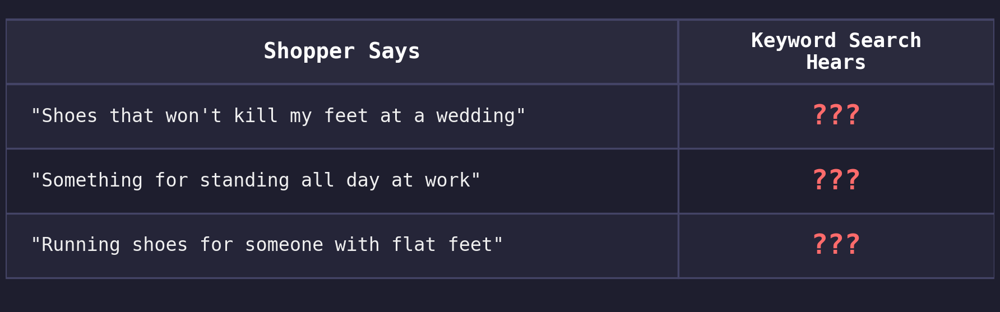 Shopper Says
Keyword Search
Hears
"Shoes that won't kill my feet at a wedding"
???
"Something for standing all day at work"
???
"Running shoes for someone with flat feet"
???